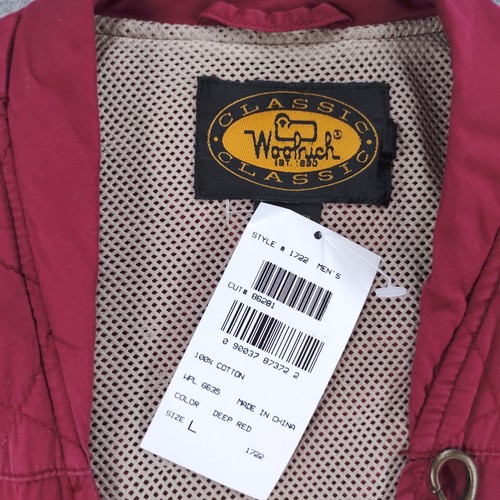 CLASSIC
Woolrich®
EST. 1830
CLASSIC
STYLE # 1722 MEN'S
CUT# 86281
0 90037 87372 2
100% COTTON
WPL 6635 MADE IN CHINA
COLOR DEEP RED
SIZE L
1722